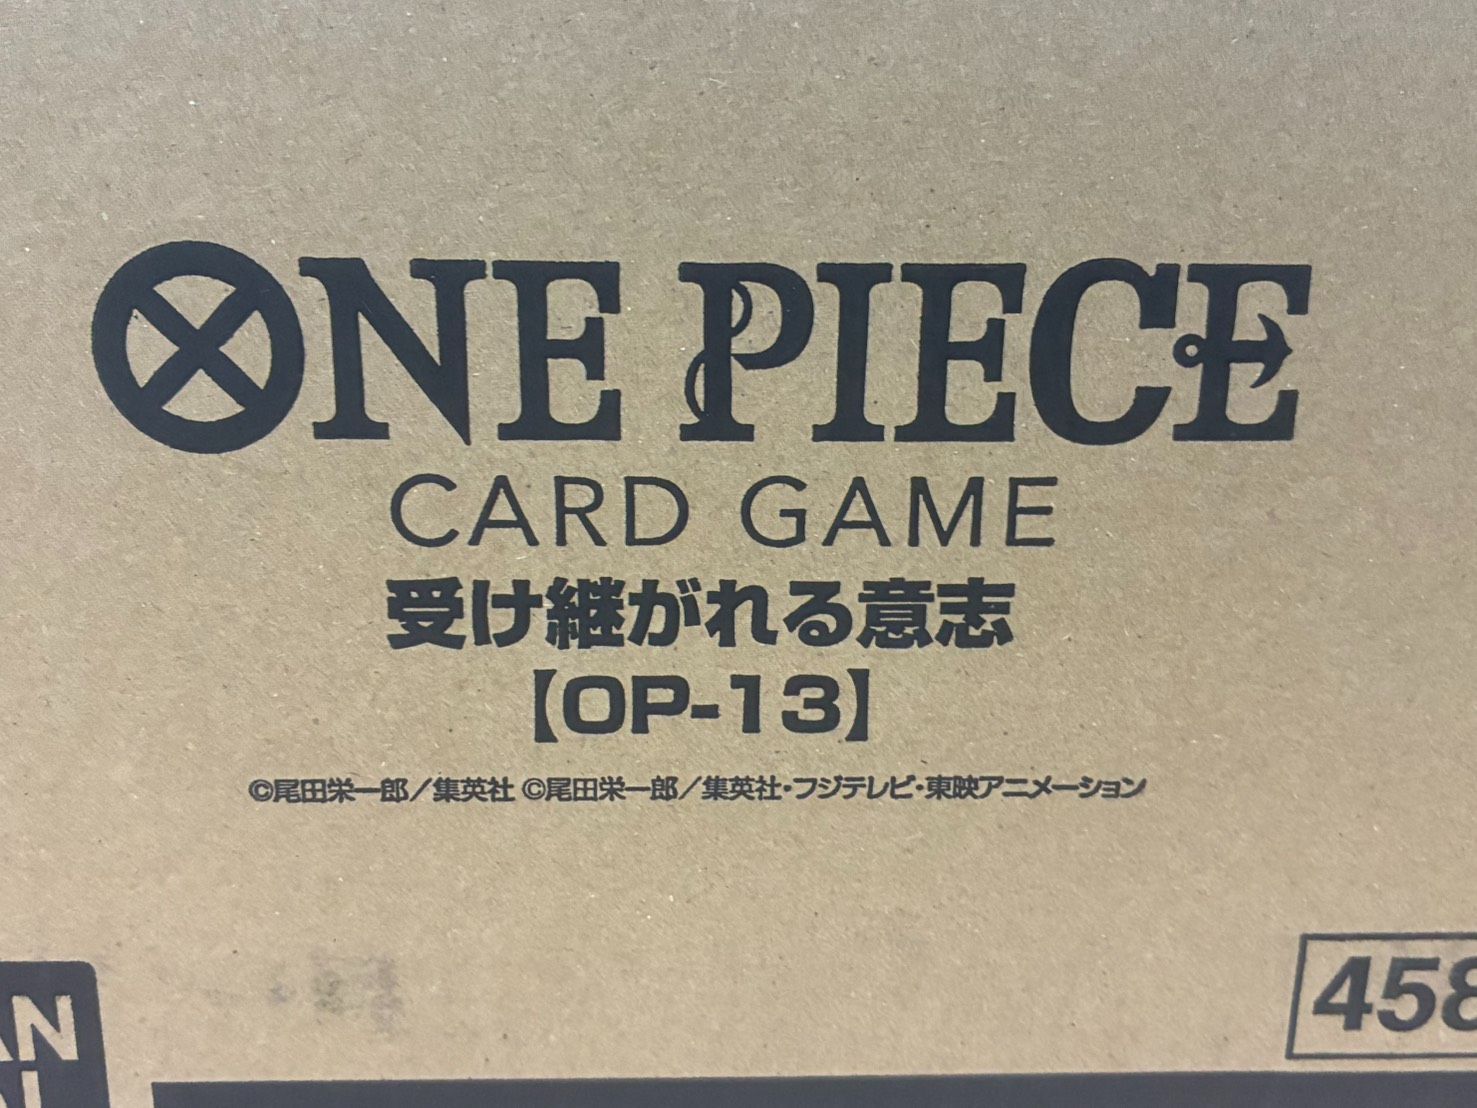 ONE PIECE
CARD GAME
受け継がれる意志
【OP-13】
©尾田栄一郎／集英社 ©尾田栄一郎／集英社・フジテレビ・東映アニメーション
458